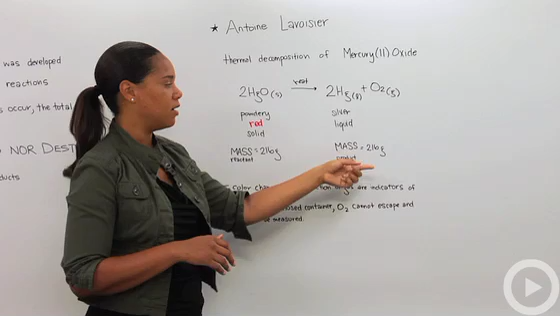 ★ Antoine Lavoisier
was developed
thermal decomposition of Mercury(II) Oxide
reactions
heat
2HgO(s) → 2Hg(l) + O2(g)
s occur, the total
powdery
red
solid
silver
liquid
NOR DEST
MASS = 216g
reactant
MASS = 216g
product
ducts
color cha are indicators of
osed container, O2 cannot escape and
e measured.